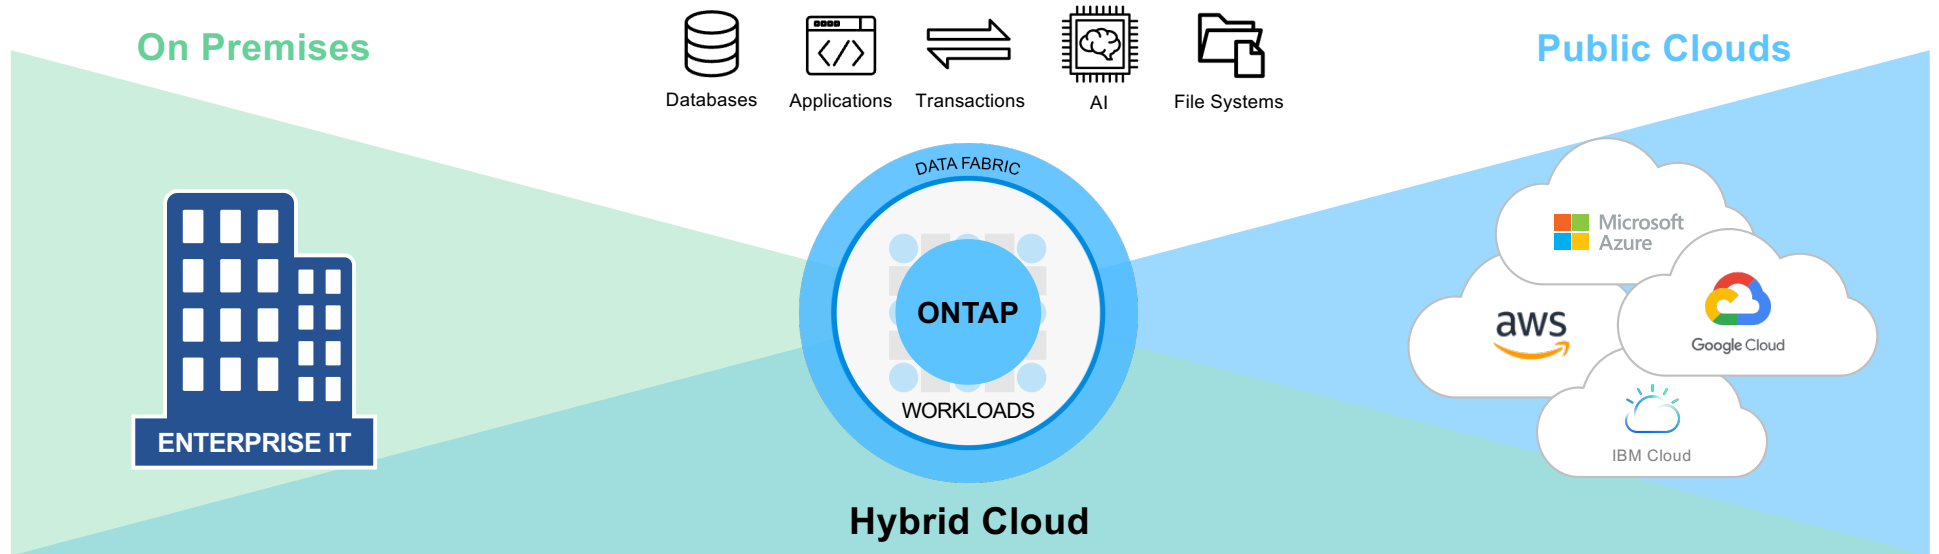 On Premises
Public Clouds
Databases
Applications
Transactions
AI
File Systems
DATA FABRIC
ONTAP
WORKLOADS
ENTERPRISE IT
Microsoft
Azure
aws
Google Cloud
IBM Cloud
Hybrid Cloud